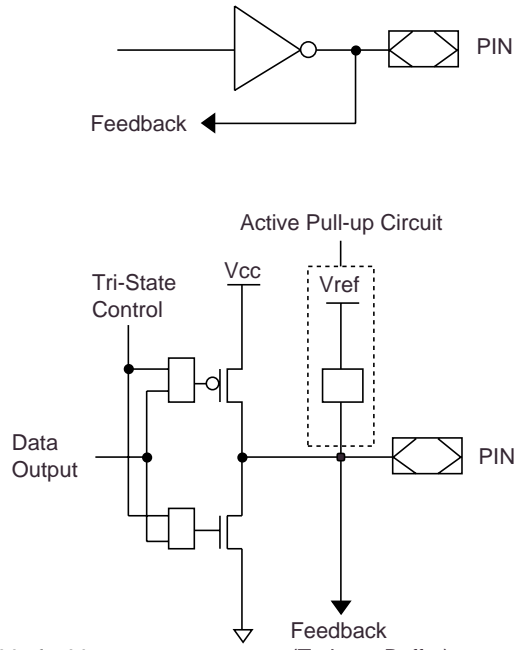 PIN
Feedback
Active Pull-up Circuit
Vcc
Vref
Tri-State
Control
Data
Output
PIN
Feedback